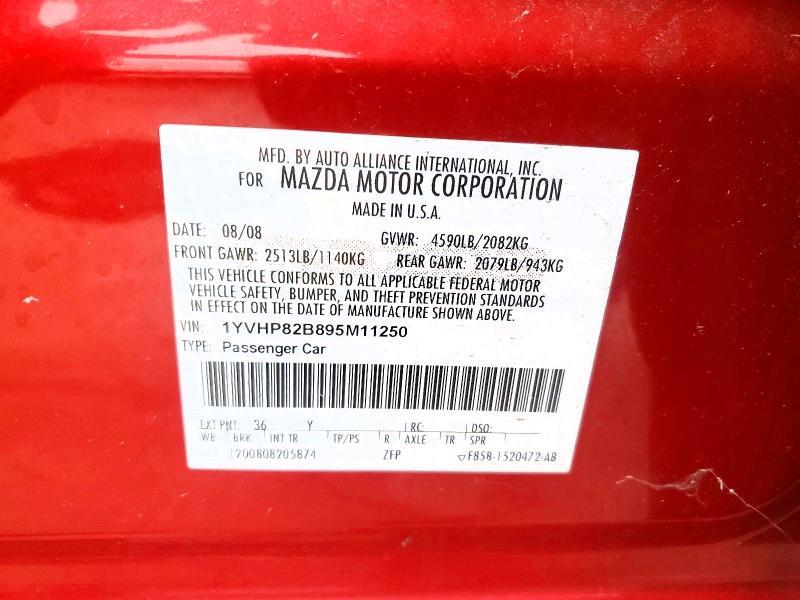 MFD. BY AUTO ALLIANCE INTERNATIONAL, INC.
FOR MAZDA MOTOR CORPORATION
MADE IN U.S.A.
DATE: 08/08 GVWR: 4590LB/2082KG
FRONT GAWR: 2513LB/1140KG REAR GAWR: 2079LB/943KG
THIS VEHICLE CONFORMS TO ALL APPLICABLE FEDERAL MOTOR
VEHICLE SAFETY, BUMPER, AND THEFT PREVENTION STANDARDS
IN EFFECT ON THE DATE OF MANUFACTURE SHOWN ABOVE.
VIN: 1YVHP82B895M11250
TYPE: Passenger Car
EXT PNT: 36 Y RC: DSO:
WB BRK INT TR TP/PS R AXLE TR SPR
1200808205874 ZFP F85B-1520472-AB